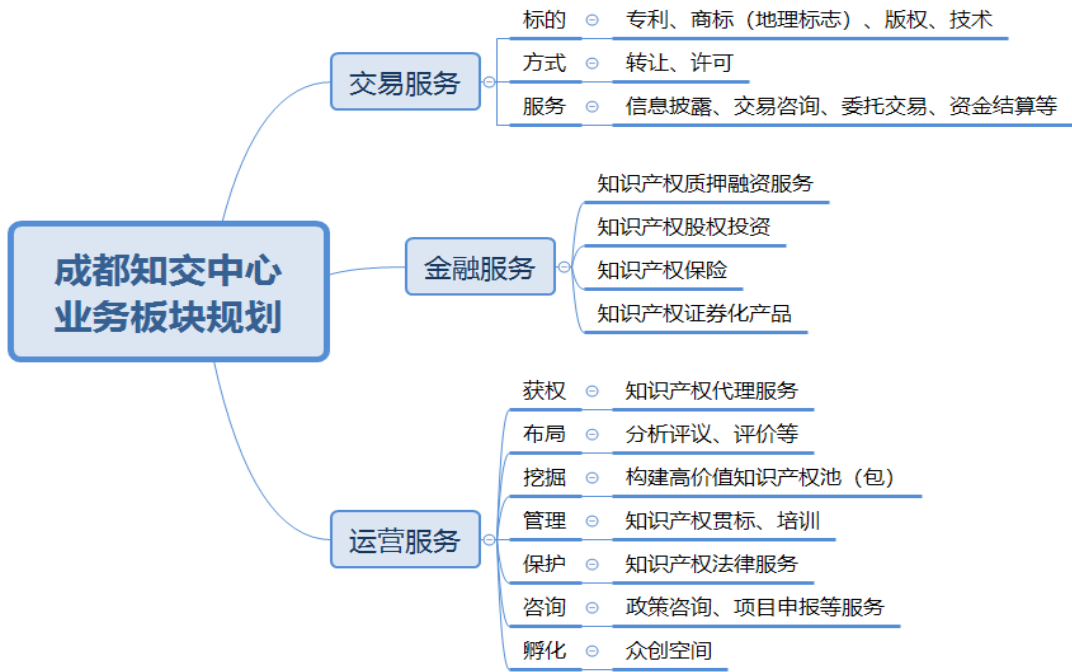 成都知交中心
业务板块规划
交易服务
标的
专利、商标（地理标志）、版权、技术
方式
转让、许可
服务
信息披露、交易咨询、委托交易、资金结算等
金融服务
知识产权质押融资服务
知识产权股权投资
知识产权保险
知识产权证券化产品
运营服务
获权
知识产权代理服务
布局
分析评议、评价等
挖掘
构建高价值知识产权池（包）
管理
知识产权贯标、培训
保护
知识产权法律服务
咨询
政策咨询、项目申报等服务
孵化
众创空间